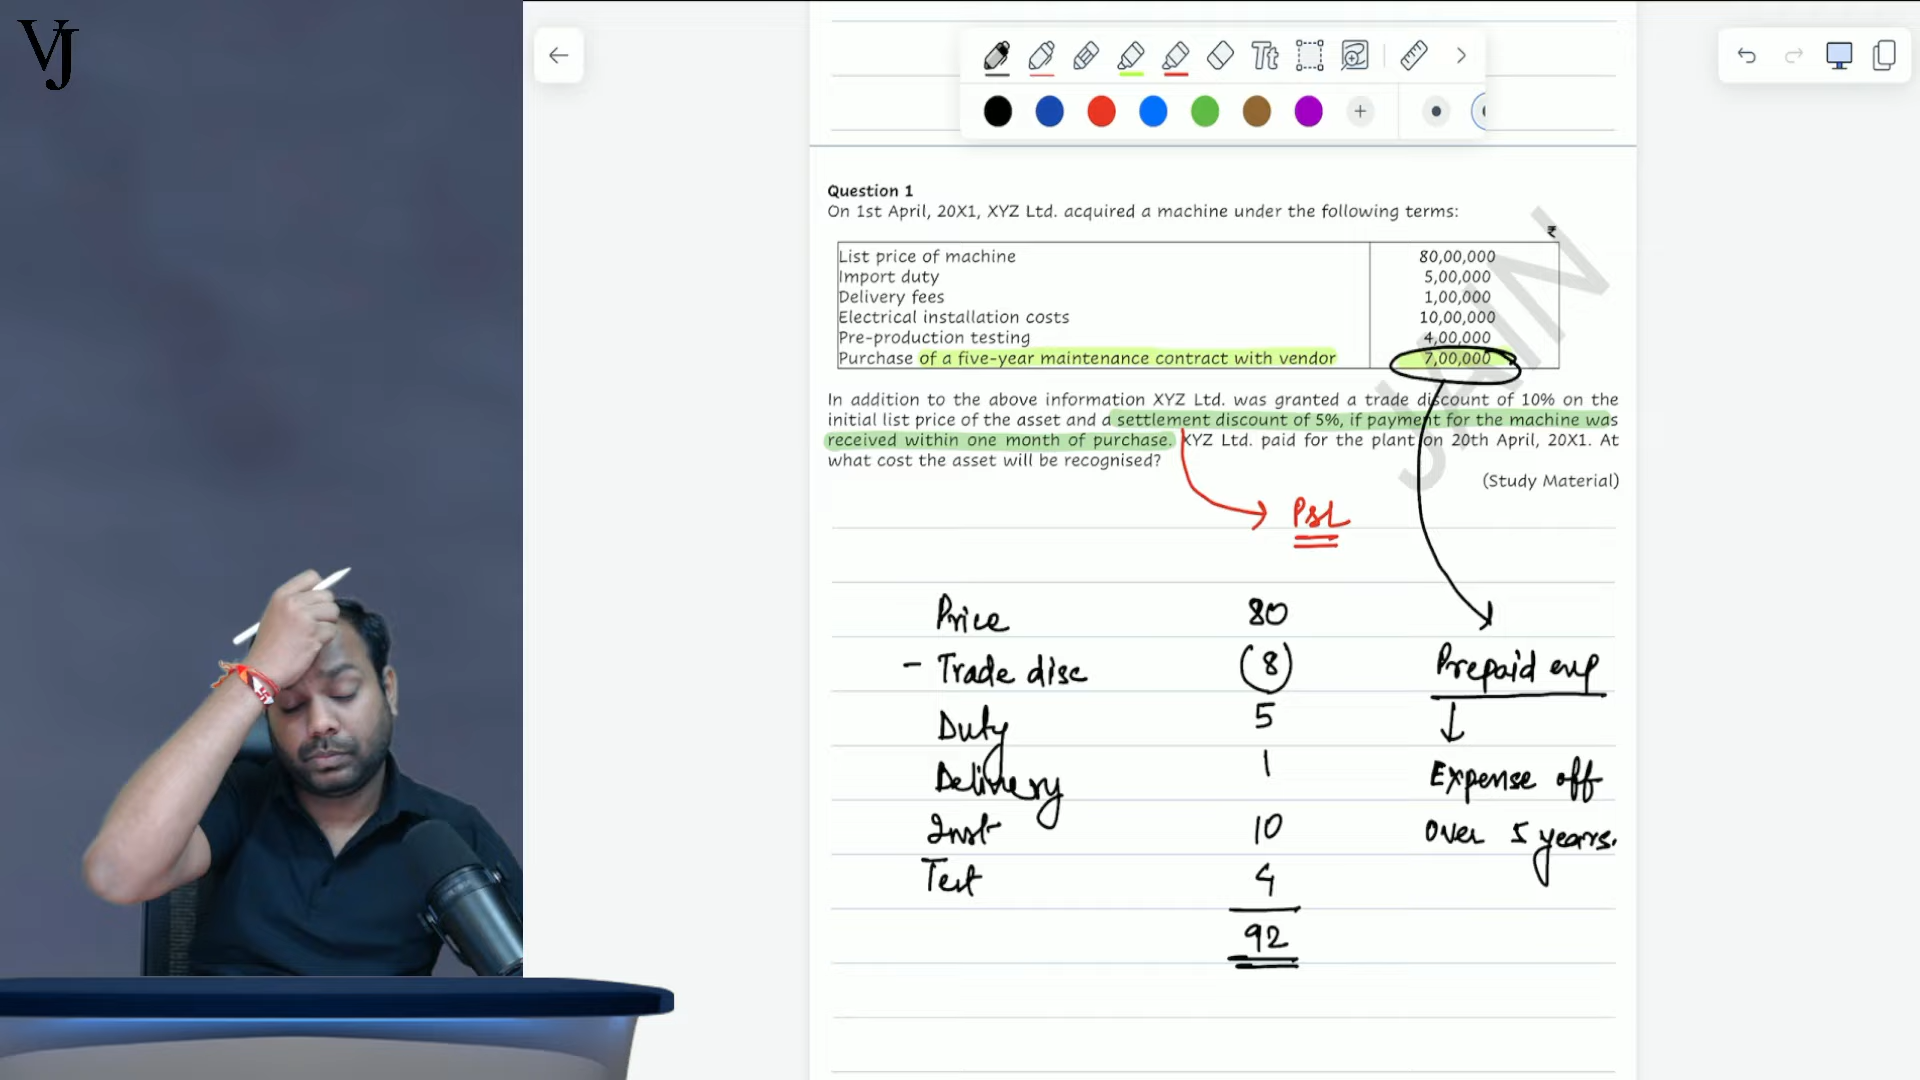 VJ
Tt
Question 1
On 1st April, 20X1, XYZ Ltd. acquired a machine under the following terms:
₹
List price of machine 80,00,000
Import duty 5,00,000
Delivery fees 1,00,000
Electrical installation costs 10,00,000
Pre-production testing 4,00,000
Purchase of a five-year maintenance contract with vendor 7,00,000
In addition to the above information XYZ Ltd. was granted a trade discount of 10% on the
initial list price of the asset and a settlement discount of 5%, if payment for the machine was
received within one month of purchase. XYZ Ltd. paid for the plant on 20th April, 20X1. At
what cost the asset will be recognised?
(Study Material)
JAIN
P&L
Price 80
- Trade disc (8) Prepaid exp
Duty 5
Delivery 1 Expense off
Inst 10 over 5 years.
Test 4
92